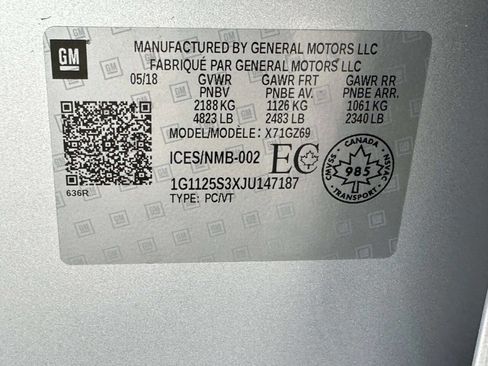 GM
MANUFACTURED BY GENERAL MOTORS LLC
FABRIQUÉ PAR GENERAL MOTORS LLC
05/18 GVWR GAWR FRT GAWR RR
PNBV PNBE AV. PNBE ARR.
2188 KG 1126 KG 1061 KG
4823 LB 2483 LB 2340 LB
MODEL/MODÈLE: X71GZ69
ICES/NMB-002 EC
1G1125S3XJU147187
TYPE: PC/VT
636R
CANADA
CMVSS 985 NSVAC
TRANSPORT